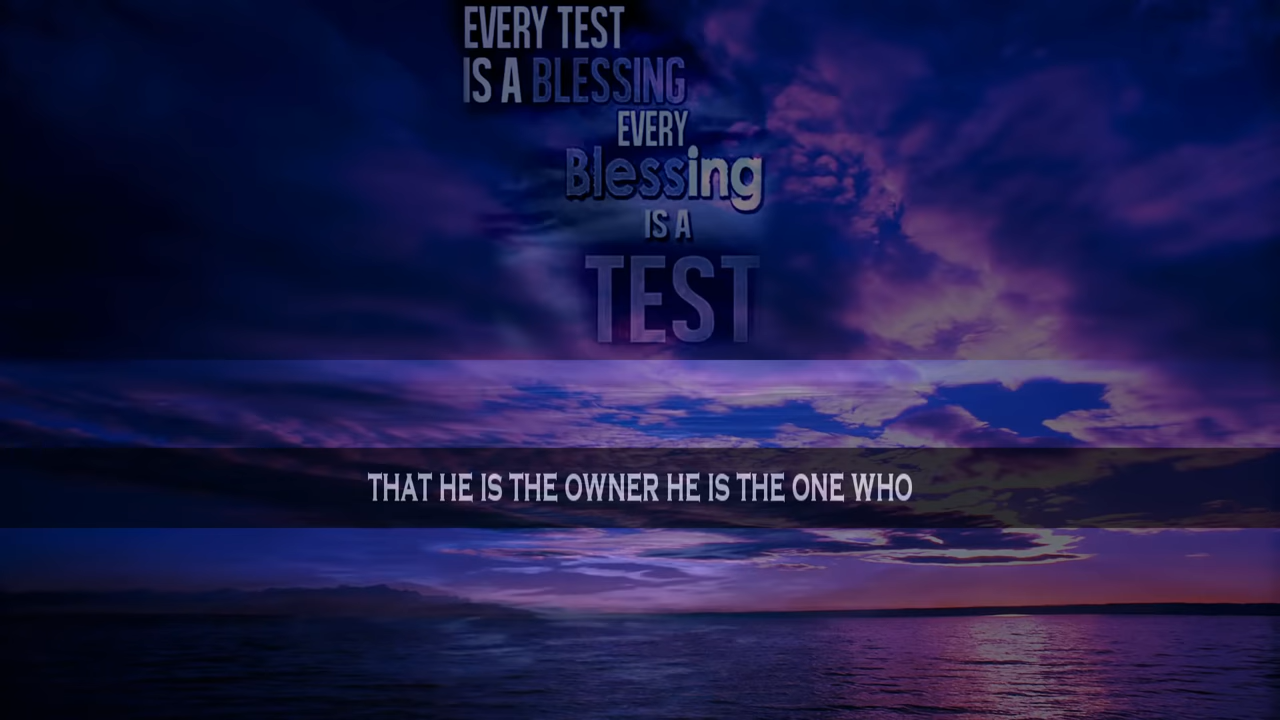 EVERY TEST
IS A BLESSING
EVERY
Blessing
IS A
TEST
THAT HE IS THE OWNER HE IS THE ONE WHO